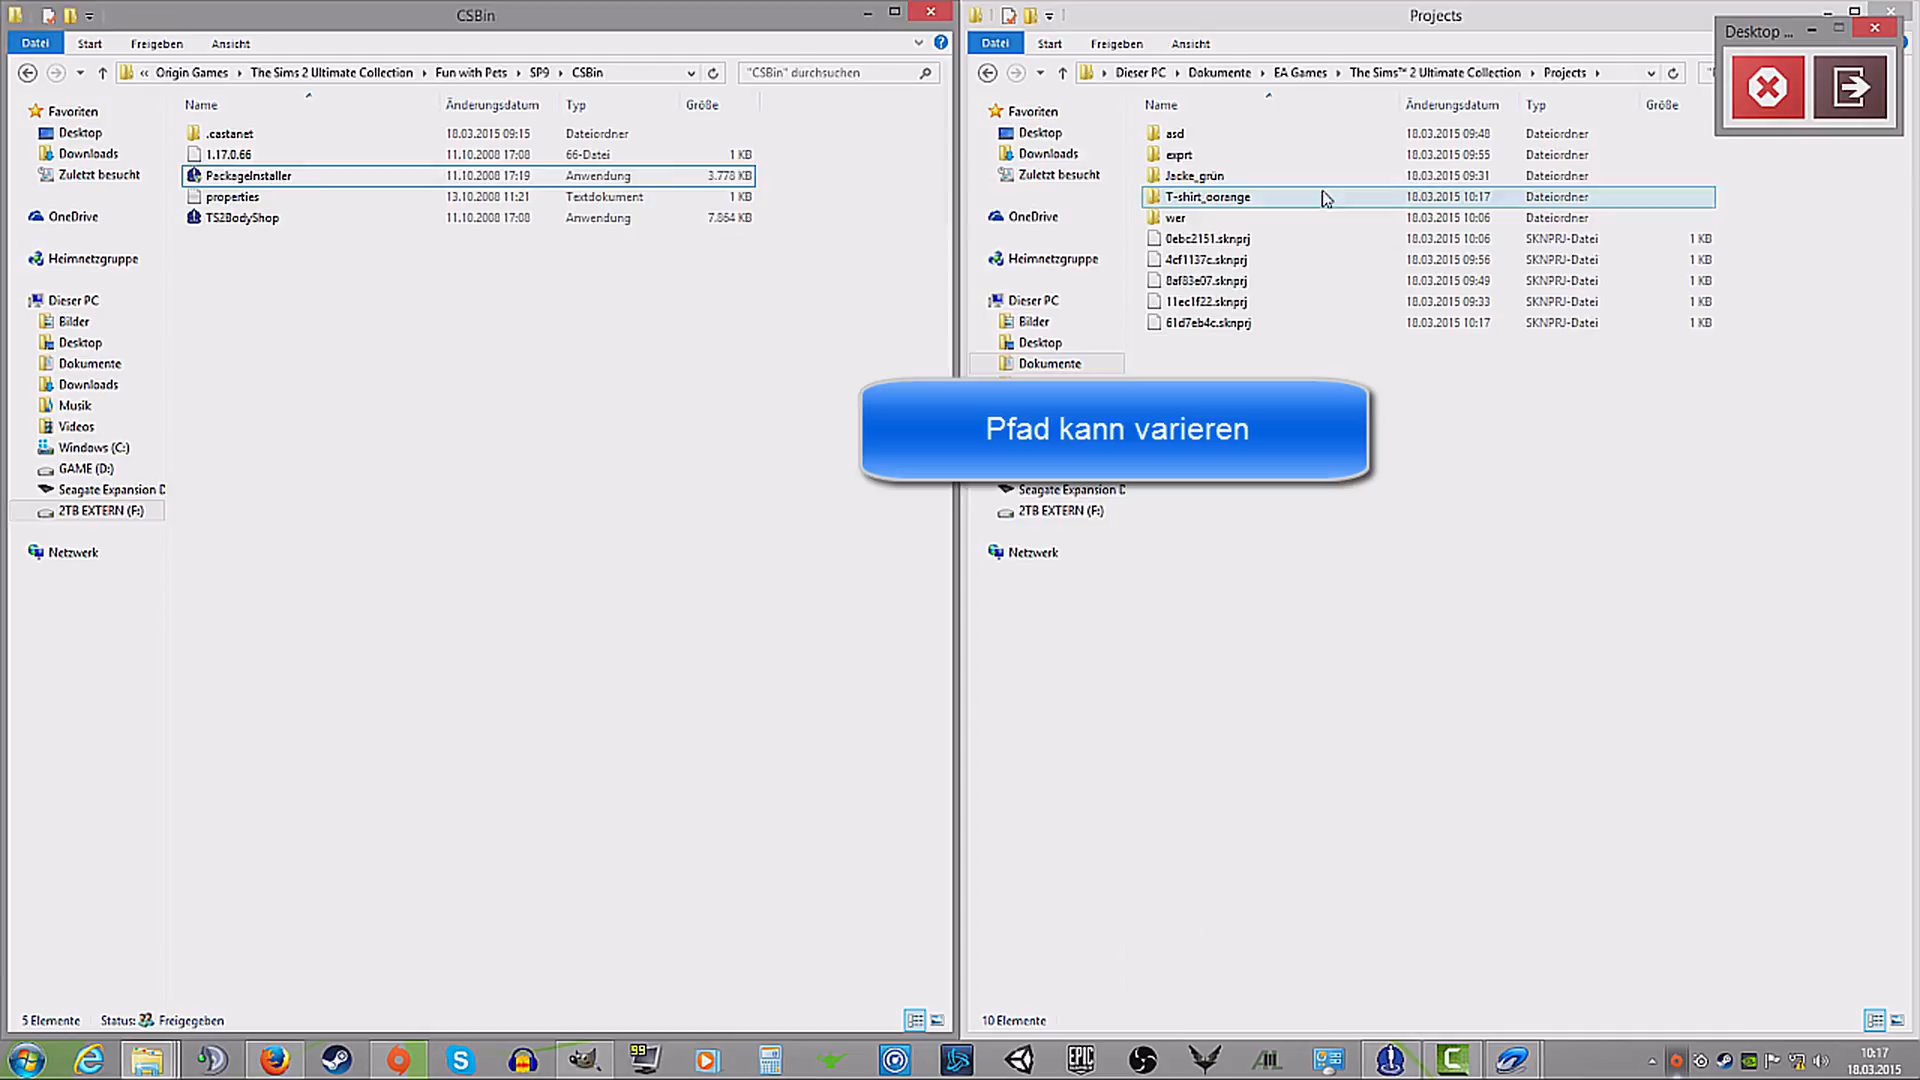 CSBin
Datei Start Freigeben Ansicht
« Origin Games The Sims 2 Ultimate Collection Fun with Pets SP9 CSBin "CSBin" durchsuchen
Name Änderungsdatum Typ Größe
.castanet 18.03.2015 09:15 Dateiordner
1.17.0.66 11.10.2008 17:08 66-Datei 1 KB
PackageInstaller 11.10.2008 17:19 Anwendung 3.778 KB
properties 13.10.2008 11:21 Textdokument 1 KB
TS2BodyShop 11.10.2008 17:08 Anwendung 7.864 KB
Favoriten
Desktop
Downloads
Zuletzt besucht
OneDrive
Heimnetzgruppe
Dieser PC
Bilder
Desktop
Dokumente
Downloads
Musik
Videos
Windows (C:)
GAME (D:)
Seagate Expansion D
2TB EXTERN (F:)
Netzwerk
5 Elemente Status: Freigegeben
Projects
Datei Start Freigeben Ansicht
Dieser PC Dokumente EA Games The Sims™ 2 Ultimate Collection Projects
Name Änderungsdatum Typ Größe
asd 18.03.2015 09:48 Dateiordner
exprt 18.03.2015 09:55 Dateiordner
Jacke_grün 18.03.2015 09:31 Dateiordner
T-shirt_oorange 18.03.2015 10:17 Dateiordner
wer 18.03.2015 10:06 Dateiordner
0ebc2151.sknprj 18.03.2015 10:06 SKNPRJ-Datei 1 KB
4cf1137c.sknprj 18.03.2015 09:56 SKNPRJ-Datei 1 KB
8af83e07.sknprj 18.03.2015 09:49 SKNPRJ-Datei 1 KB
11ec1f22.sknprj 18.03.2015 09:33 SKNPRJ-Datei 1 KB
61d7eb4c.sknprj 18.03.2015 10:17 SKNPRJ-Datei 1 KB
Favoriten
Desktop
Downloads
Zuletzt besucht
OneDrive
Heimnetzgruppe
Dieser PC
Bilder
Desktop
Dokumente
Seagate Expansion D
2TB EXTERN (F:)
Netzwerk
10 Elemente
Desktop ...
Pfad kann varieren
99
EPIC
10:17
18.03.2015